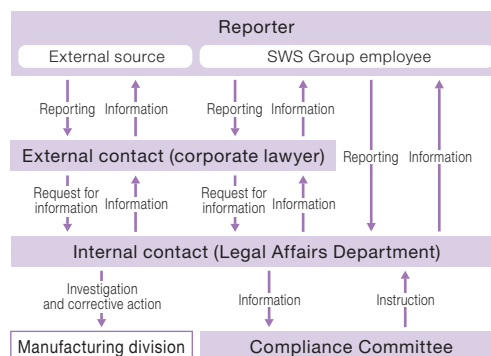 Reporter
External source SWS Group employee
Reporting Information Reporting Information
External contact (corporate lawyer) Reporting Information
Request for information Information Request for information Information
Internal contact (Legal Affairs Department)
Investigation
and corrective action Information Instruction
Manufacturing division Compliance Committee